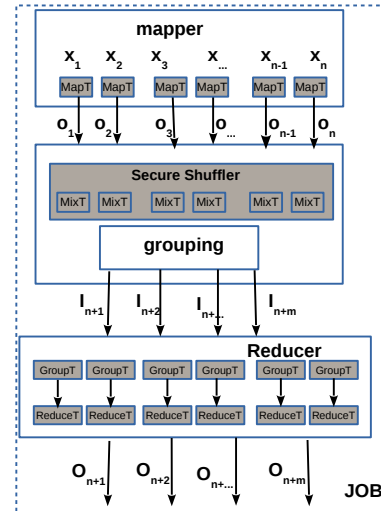 mapper
x1 x2 x3 x... xn-1 xn
MapT MapT MapT MapT MapT MapT
o1 o2 o3 o... on-1 on
Secure Shuffler
MixT MixT MixT MixT MixT MixT
grouping
In+1 In+2 In+... In+m
Reducer
GroupT GroupT GroupT GroupT GroupT GroupT
ReduceT ReduceT ReduceT ReduceT ReduceT ReduceT
On+1 On+2 On+... On+m
JOB